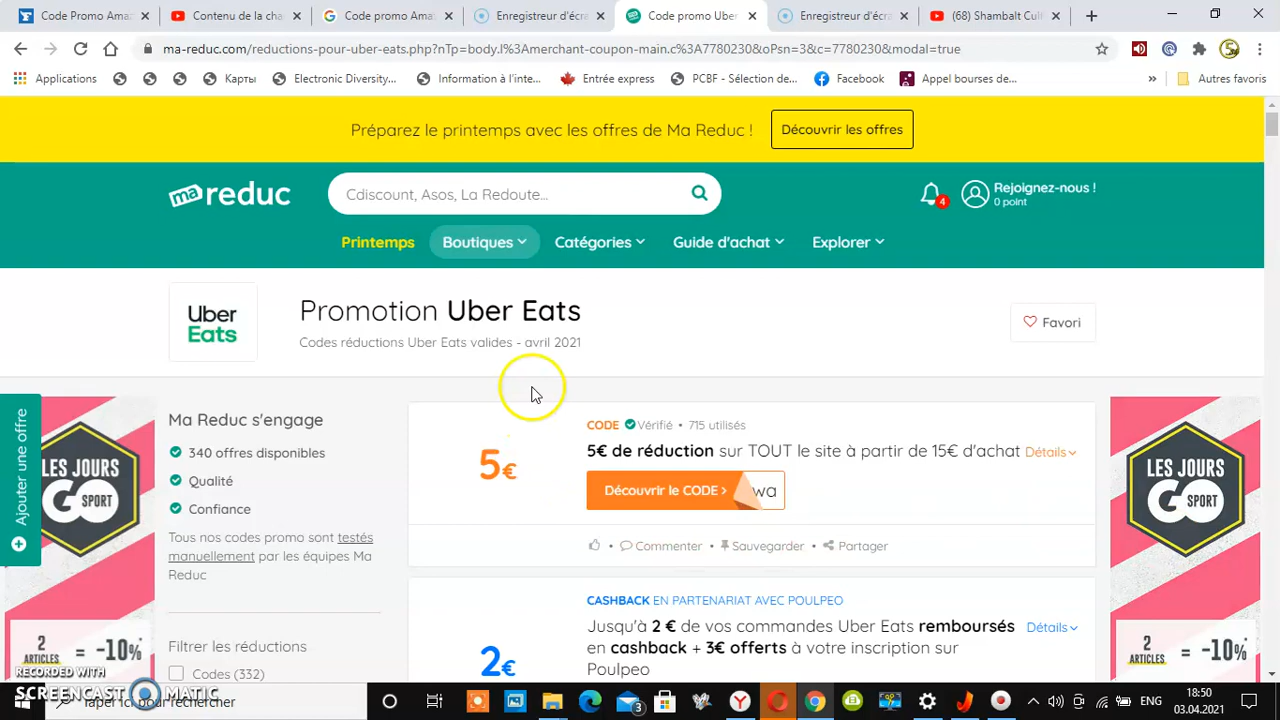 Code Promo Ama
Contenu de la cha
Code promo Ama
Enregistreur d'écra
Code promo Uber
Enregistreur d'écra
(68) Shambalt Cult
ma-reduc.com/reductions-pour-uber-eats.php?nTp=body.l%3Amerchant-coupon-main.c%3A7780230&oPsn=3&c=7780230&modal=true
Applications
Карты
Electronic Diversity...
Information à l'inte...
Entrée express
PCBF - Sélection de...
Facebook
Appel bourses de...
Autres favoris
Préparez le printemps avec les offres de Ma Reduc !
Découvrir les offres
ma reduc
Cdiscount, Asos, La Redoute...
4
Rejoignez-nous !
0 point
Printemps
Boutiques
Catégories
Guide d'achat
Explorer
Uber
Eats
Promotion Uber Eats
Codes réductions Uber Eats valides - avril 2021
Favori
Ajouter une offre
LES JOURS
GO
SPORT
2
ARTICLES
= -10%*
Ma Reduc s'engage
340 offres disponibles
Qualité
Confiance
Tous nos codes promo sont testés
manuellement par les équipes Ma
Reduc
Filtrer les réductions
Codes (332)
5€
CODE Vérifié • 715 utilisés
5€ de réduction sur TOUT le site à partir de 15€ d'achat
Détails
Découvrir le CODE >
wa
• Commenter • Sauvegarder • Partager
2€
CASHBACK EN PARTENARIAT AVEC POULPEO
Jusqu'à 2 € de vos commandes Uber Eats remboursés
en cashback + 3€ offerts à votre inscription sur
Poulpeo
Détails
LES JOURS
GO
SPORT
2
ARTICLES
= -10%*
RECORDED WITH
SCREENCAST MATIC
Taper ici pour rechercher
3
ENG
18:50
03.04.2021